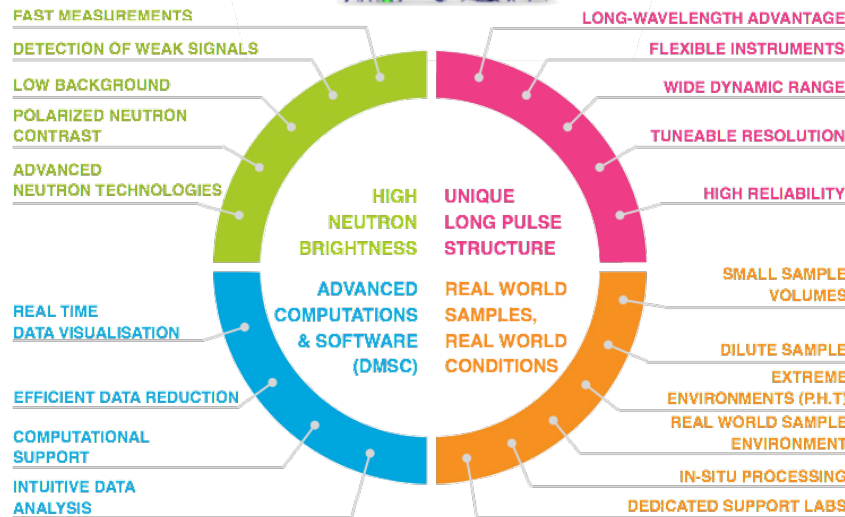 FAST MEASUREMENTS
DETECTION OF WEAK SIGNALS
LOW BACKGROUND
POLARIZED NEUTRON
CONTRAST
ADVANCED
NEUTRON TECHNOLOGIES
LONG-WAVELENGTH ADVANTAGE
FLEXIBLE INSTRUMENTS
WIDE DYNAMIC RANGE
TUNEABLE RESOLUTION
HIGH RELIABILITY
HIGH
NEUTRON
BRIGHTNESS
UNIQUE
LONG PULSE
STRUCTURE
ADVANCED
COMPUTATIONS
& SOFTWARE
(DMSC)
REAL WORLD
SAMPLES,
REAL WORLD
CONDITIONS
REAL TIME
DATA VISUALISATION
EFFICIENT DATA REDUCTION
COMPUTATIONAL
SUPPORT
INTUITIVE DATA
ANALYSIS
SMALL SAMPLE
VOLUMES
DILUTE SAMPLE
EXTREME
ENVIRONMENTS (P.H.T)
REAL WORLD SAMPLE
ENVIRONMENT
IN-SITU PROCESSING
DEDICATED SUPPORT LABS